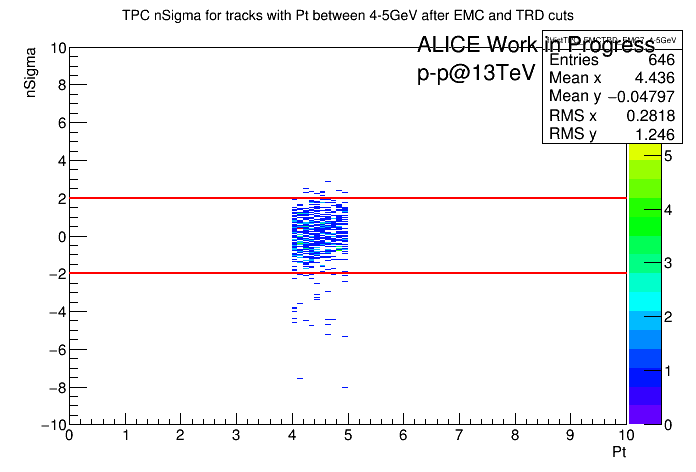 TPC nSigma for tracks with Pt between 4-5GeV after EMC and TRD cuts
ALICE Work in Progress
p-p@13TeV
Entries 646
Mean x 4.436
Mean y −0.04797
RMS x 0.2818
RMS y 1.246
nSigma
10
8
6
4
2
0
−2
−4
−6
−8
−10
0 1 2 3 4 5 6 7 8 9 10
Pt
5
4
3
2
1
0